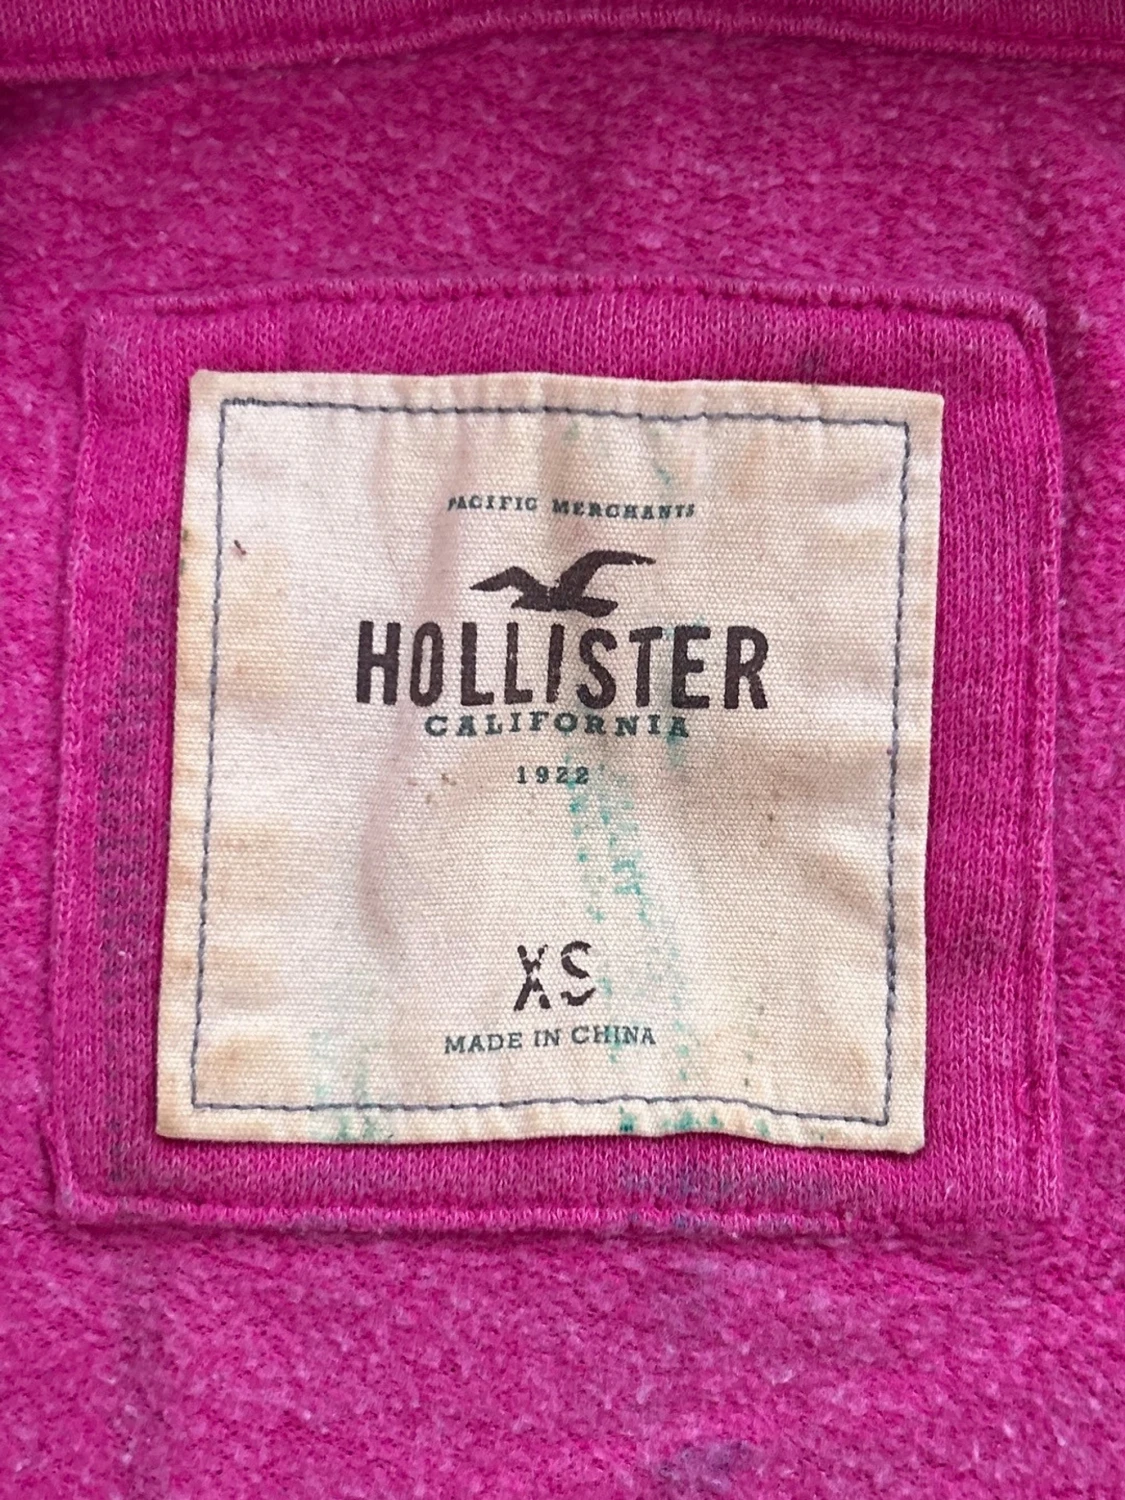 PACIFIC MERCHANTS
HOLLISTER
CALIFORNIA
1922
XS
MADE IN CHINA